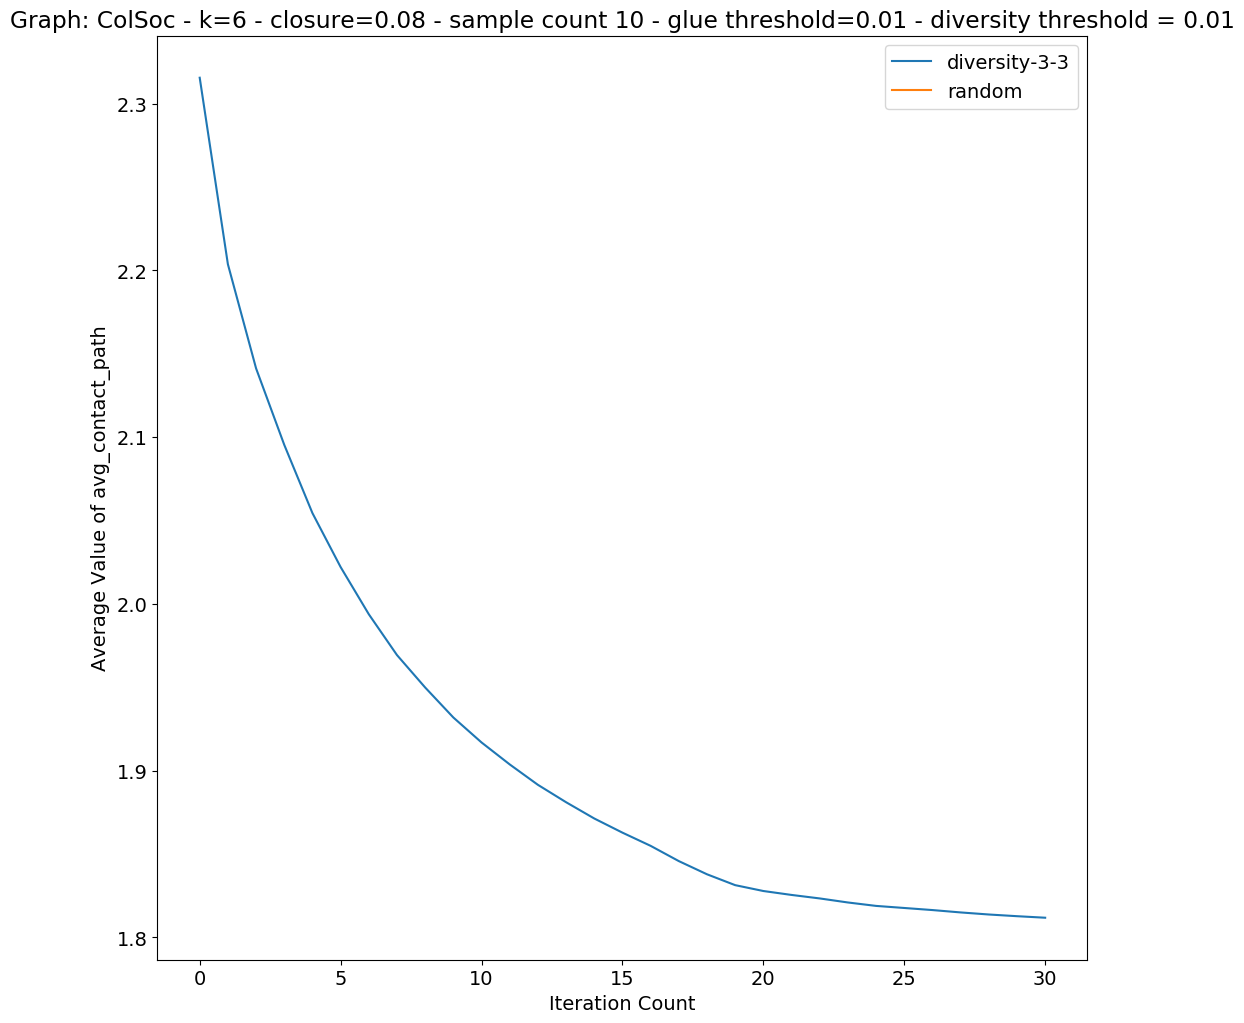 Graph: ColSoc - k=6 - closure=0.08 - sample count 10 - glue threshold=0.01 - diversity threshold = 0.01
diversity-3-3
random
2.3
2.2
2.1
2.0
1.9
1.8
Average Value of avg_contact_path
0 5 10 15 20 25 30
Iteration Count